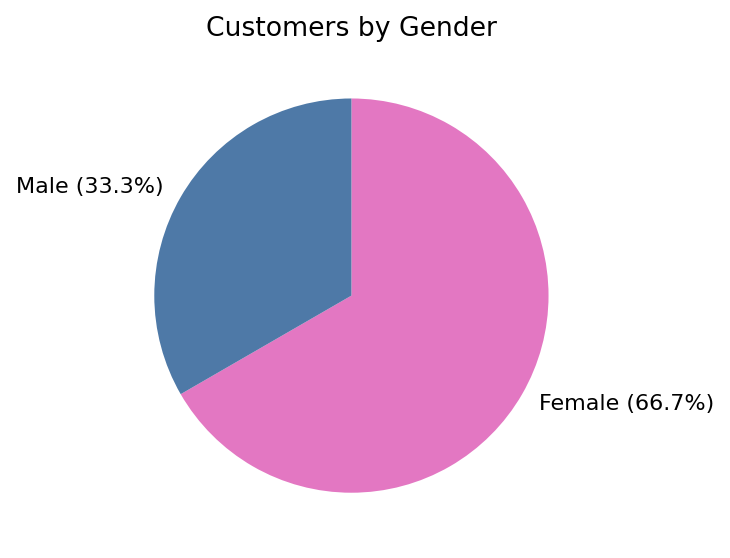 Customers by Gender
Male (33.3%)
Female (66.7%)